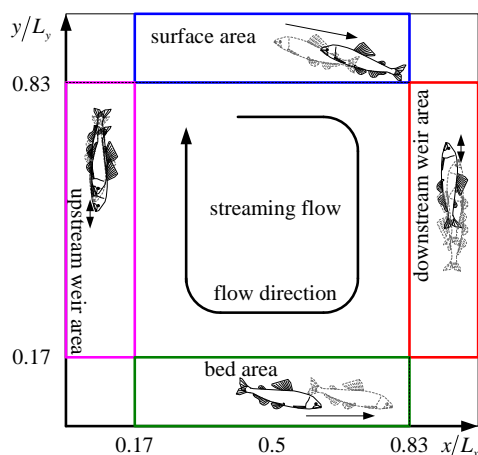 y/L_y
surface area
0.83
upstream weir area
downstream weir area
streaming flow
flow direction
0.17
bed area
0.17
0.5
0.83
x/L_x